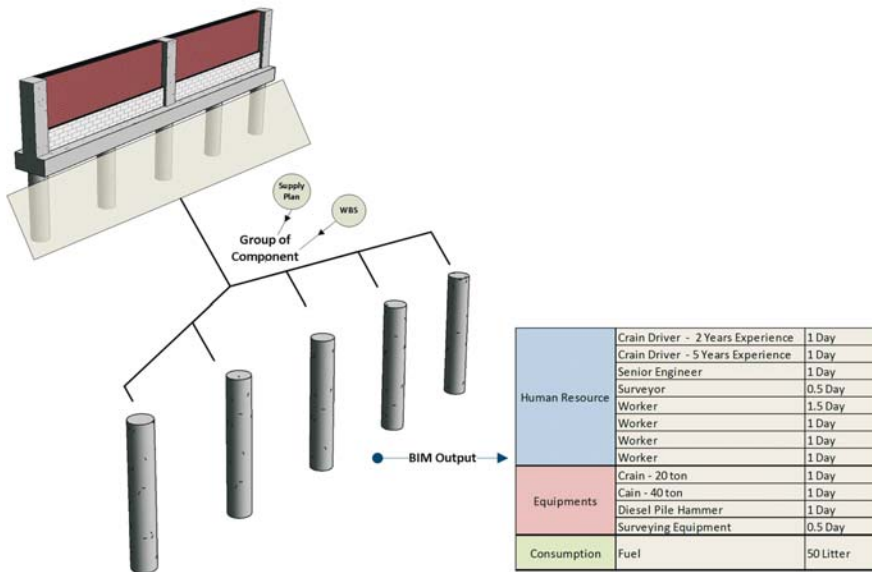 Supply
Plan
WBS
Group of
Component
BIM Output
Human Resource
Crain Driver - 2 Years Experience 1 Day
Crain Driver - 5 Years Experience 1 Day
Senior Engineer 1 Day
Surveyor 0.5 Day
Worker 1.5 Day
Worker 1 Day
Worker 1 Day
Worker 1 Day
Equipments
Crain - 20 ton 1 Day
Cain - 40 ton 1 Day
Diesel Pile Hammer 1 Day
Surveying Equipment 0.5 Day
Consumption Fuel 50 Litter